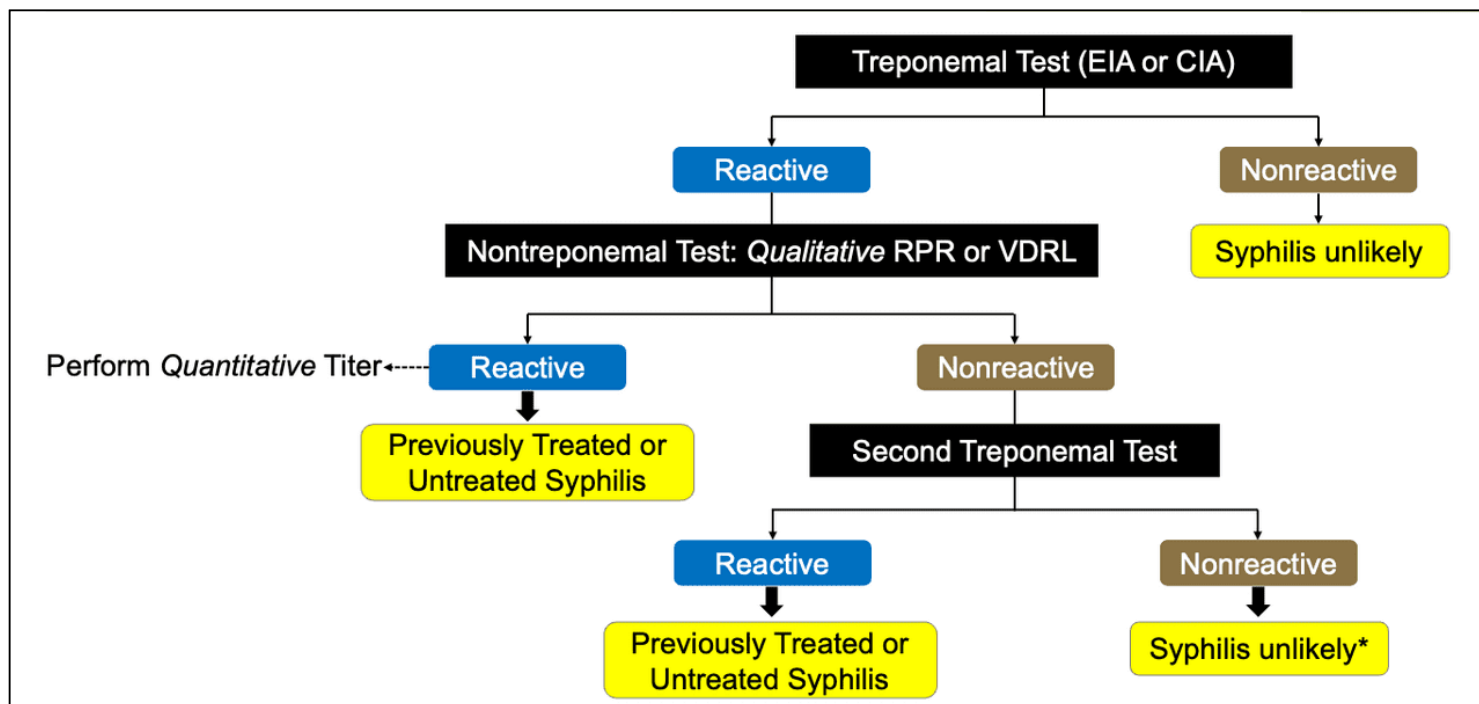 Treponemal Test (EIA or CIA)
Reactive
Nonreactive
Nontreponemal Test: Qualitative RPR or VDRL
Syphilis unlikely
Perform Quantitative Titer
Reactive
Nonreactive
Previously Treated or
Untreated Syphilis
Second Treponemal Test
Reactive
Nonreactive
Previously Treated or
Untreated Syphilis
Syphilis unlikely*